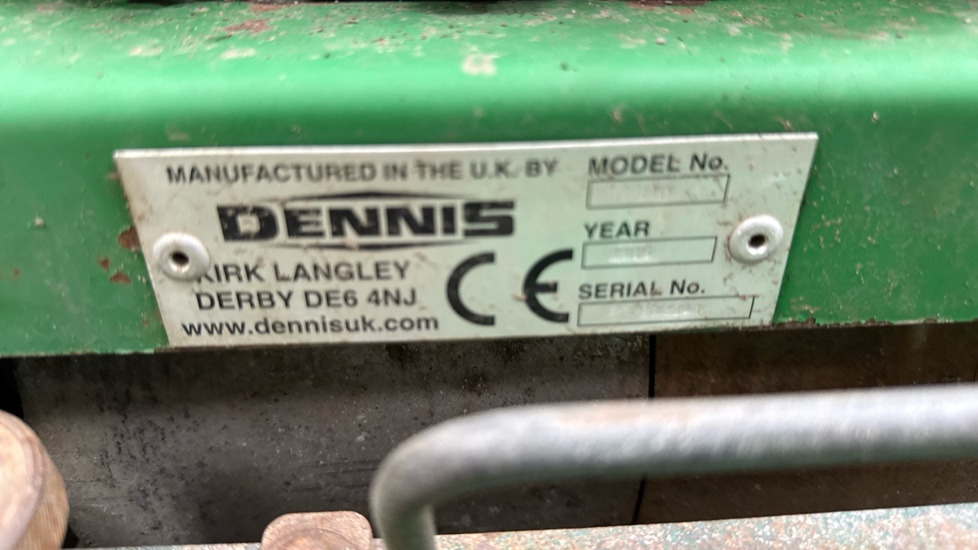 MANUFACTURED IN THE U.K. BY
DENNIS
KIRK LANGLEY
DERBY DE6 4NJ
www.dennisuk.com
CE
MODEL No.
YEAR
SERIAL No.